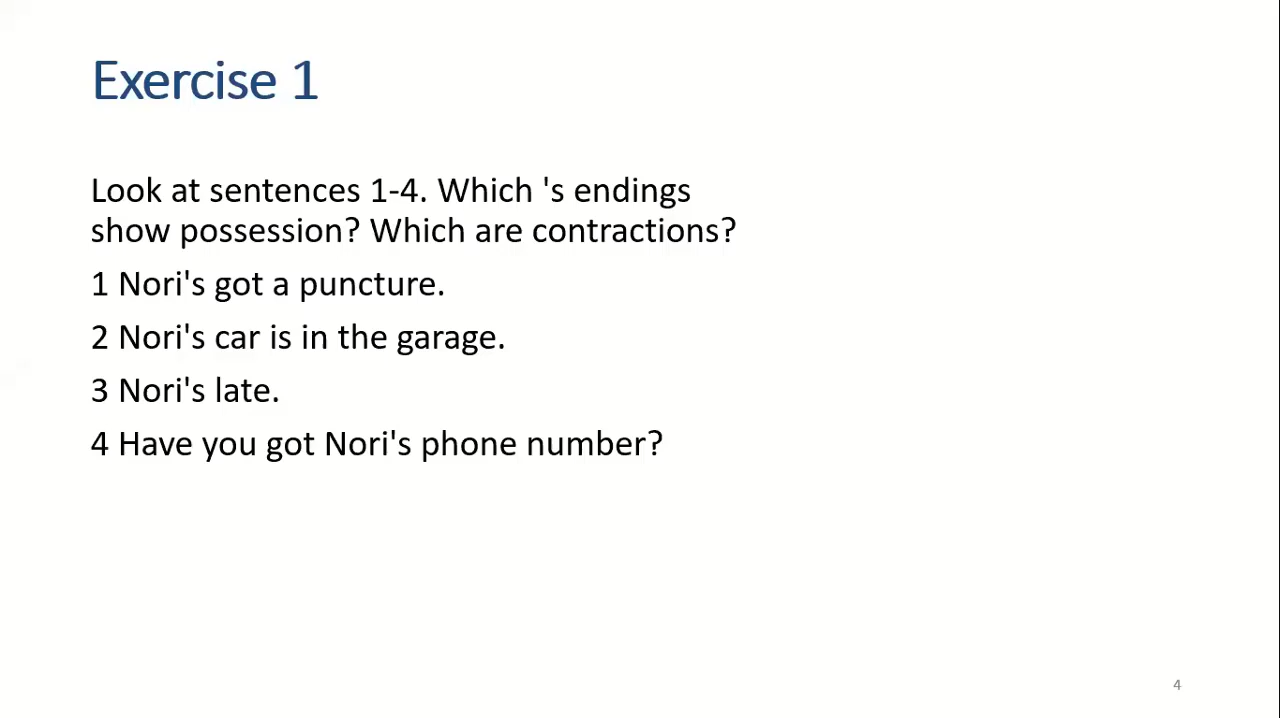 Exercise 1
Look at sentences 1-4. Which 's endings
show possession? Which are contractions?
1 Nori's got a puncture.
2 Nori's car is in the garage.
3 Nori's late.
4 Have you got Nori's phone number?
4